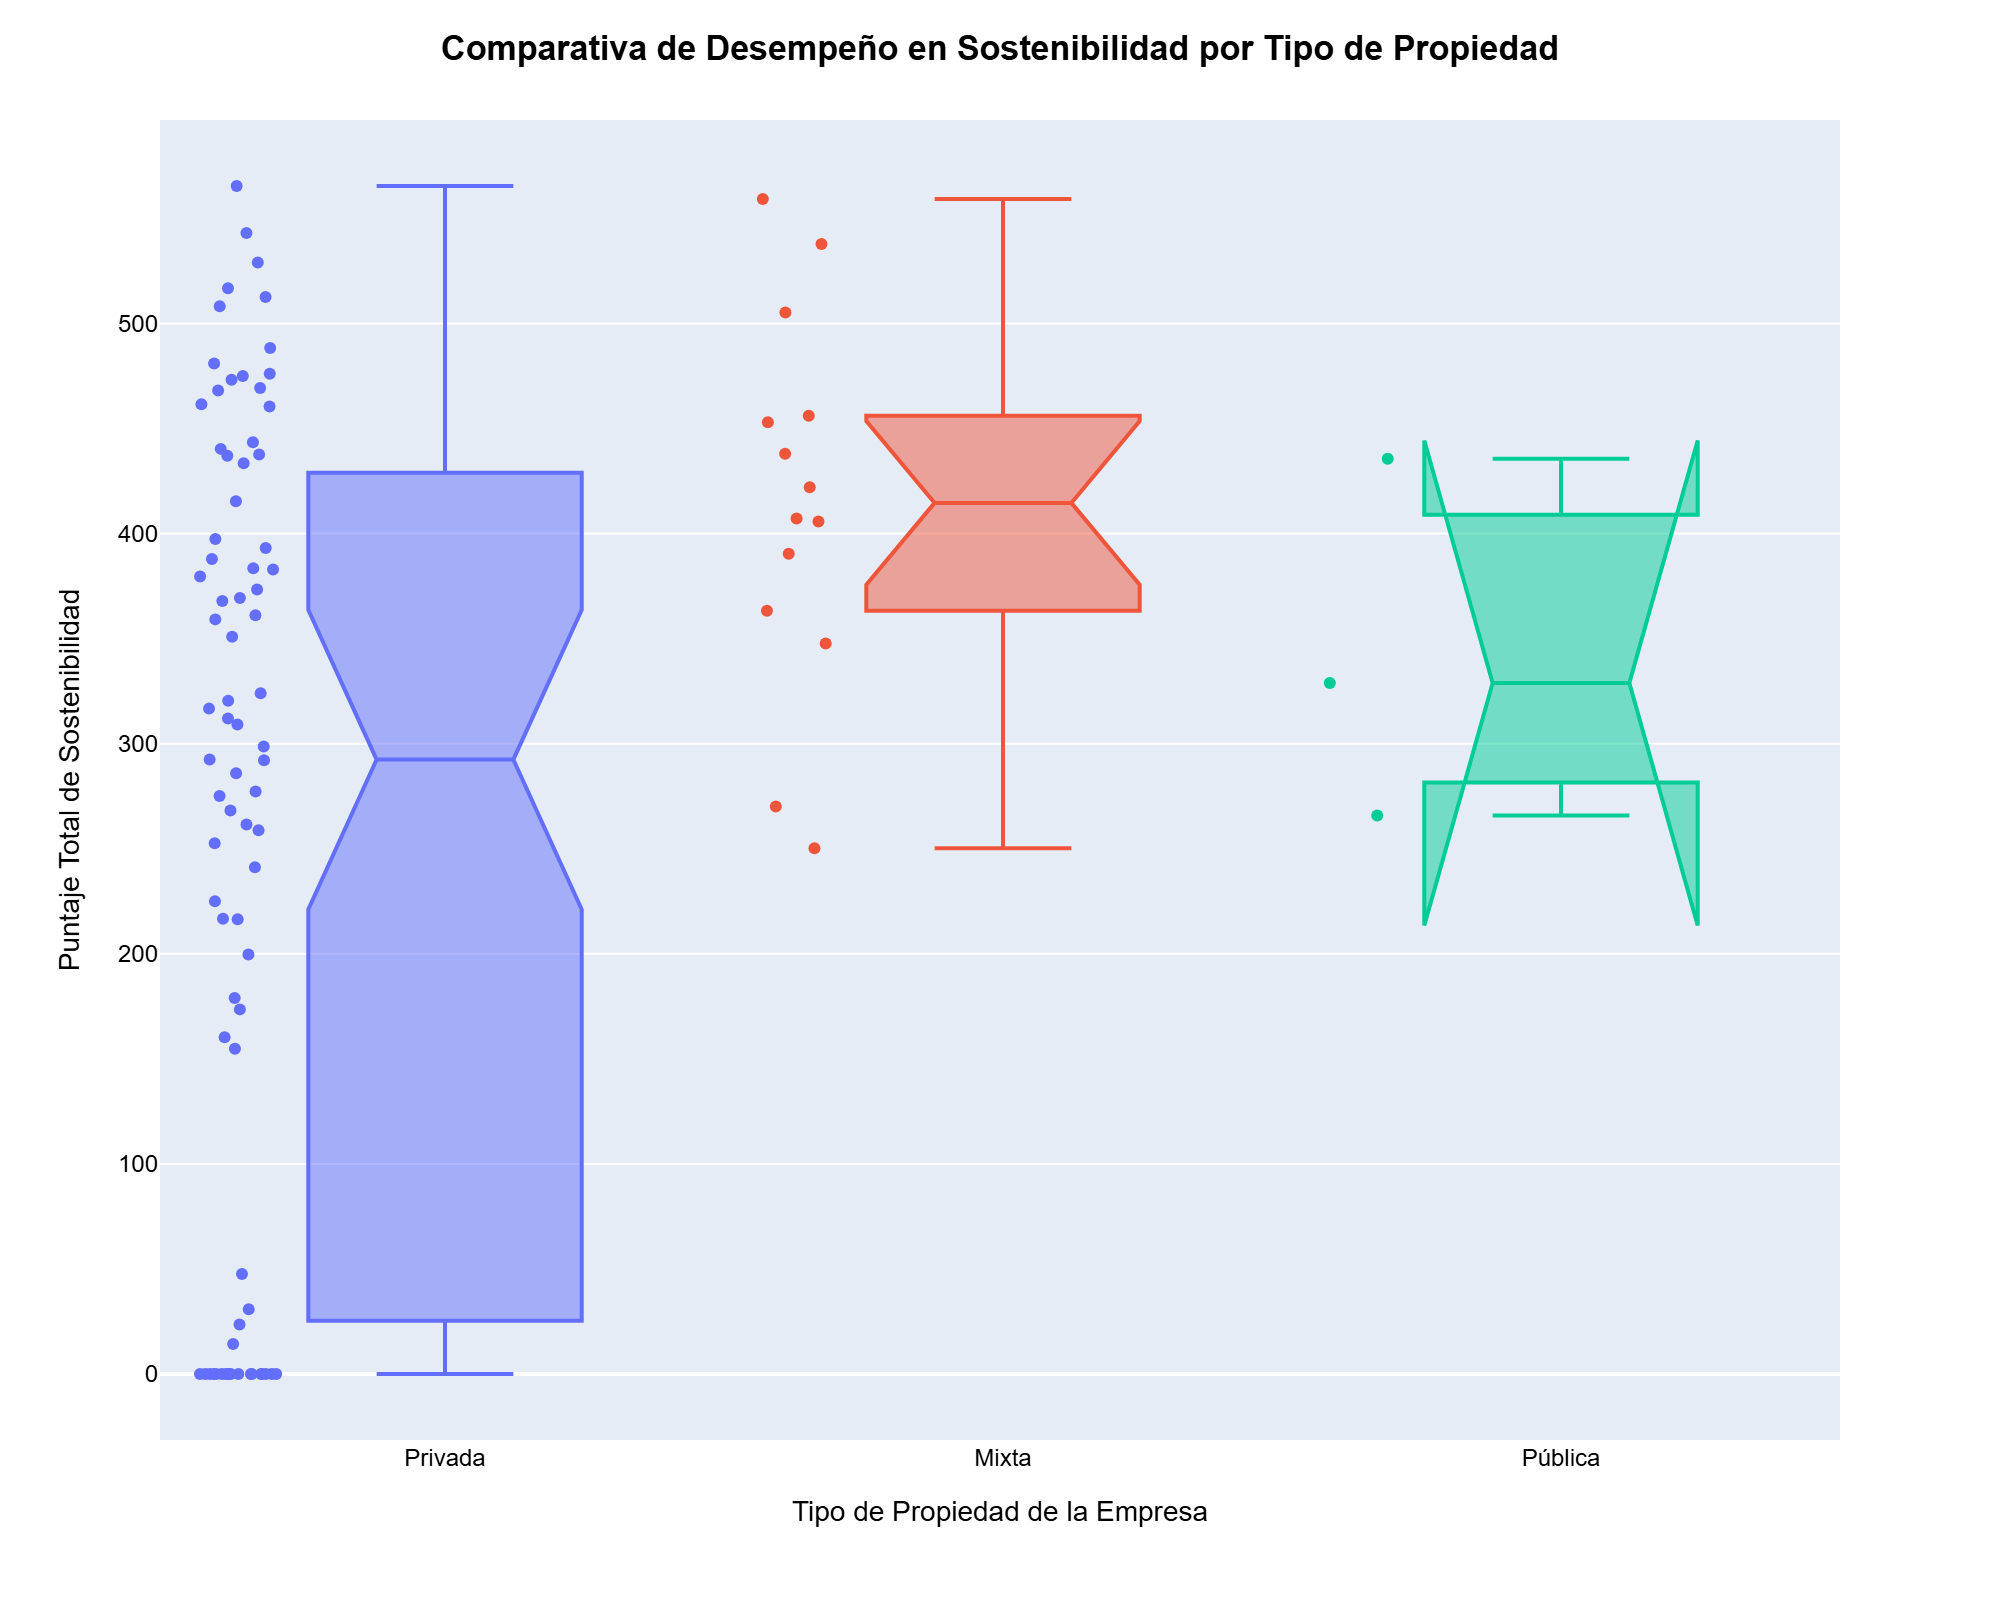 Comparativa de Desempeño en Sostenibilidad por Tipo de Propiedad
Puntaje Total de Sostenibilidad
500
400
300
200
100
0
Privada
Mixta
Pública
Tipo de Propiedad de la Empresa